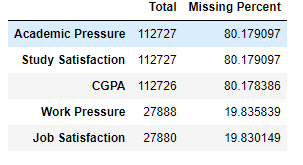 Total Missing Percent
Academic Pressure 112727 80.179097
Study Satisfaction 112727 80.179097
CGPA 112726 80.178386
Work Pressure 27888 19.835839
Job Satisfaction 27880 19.830149